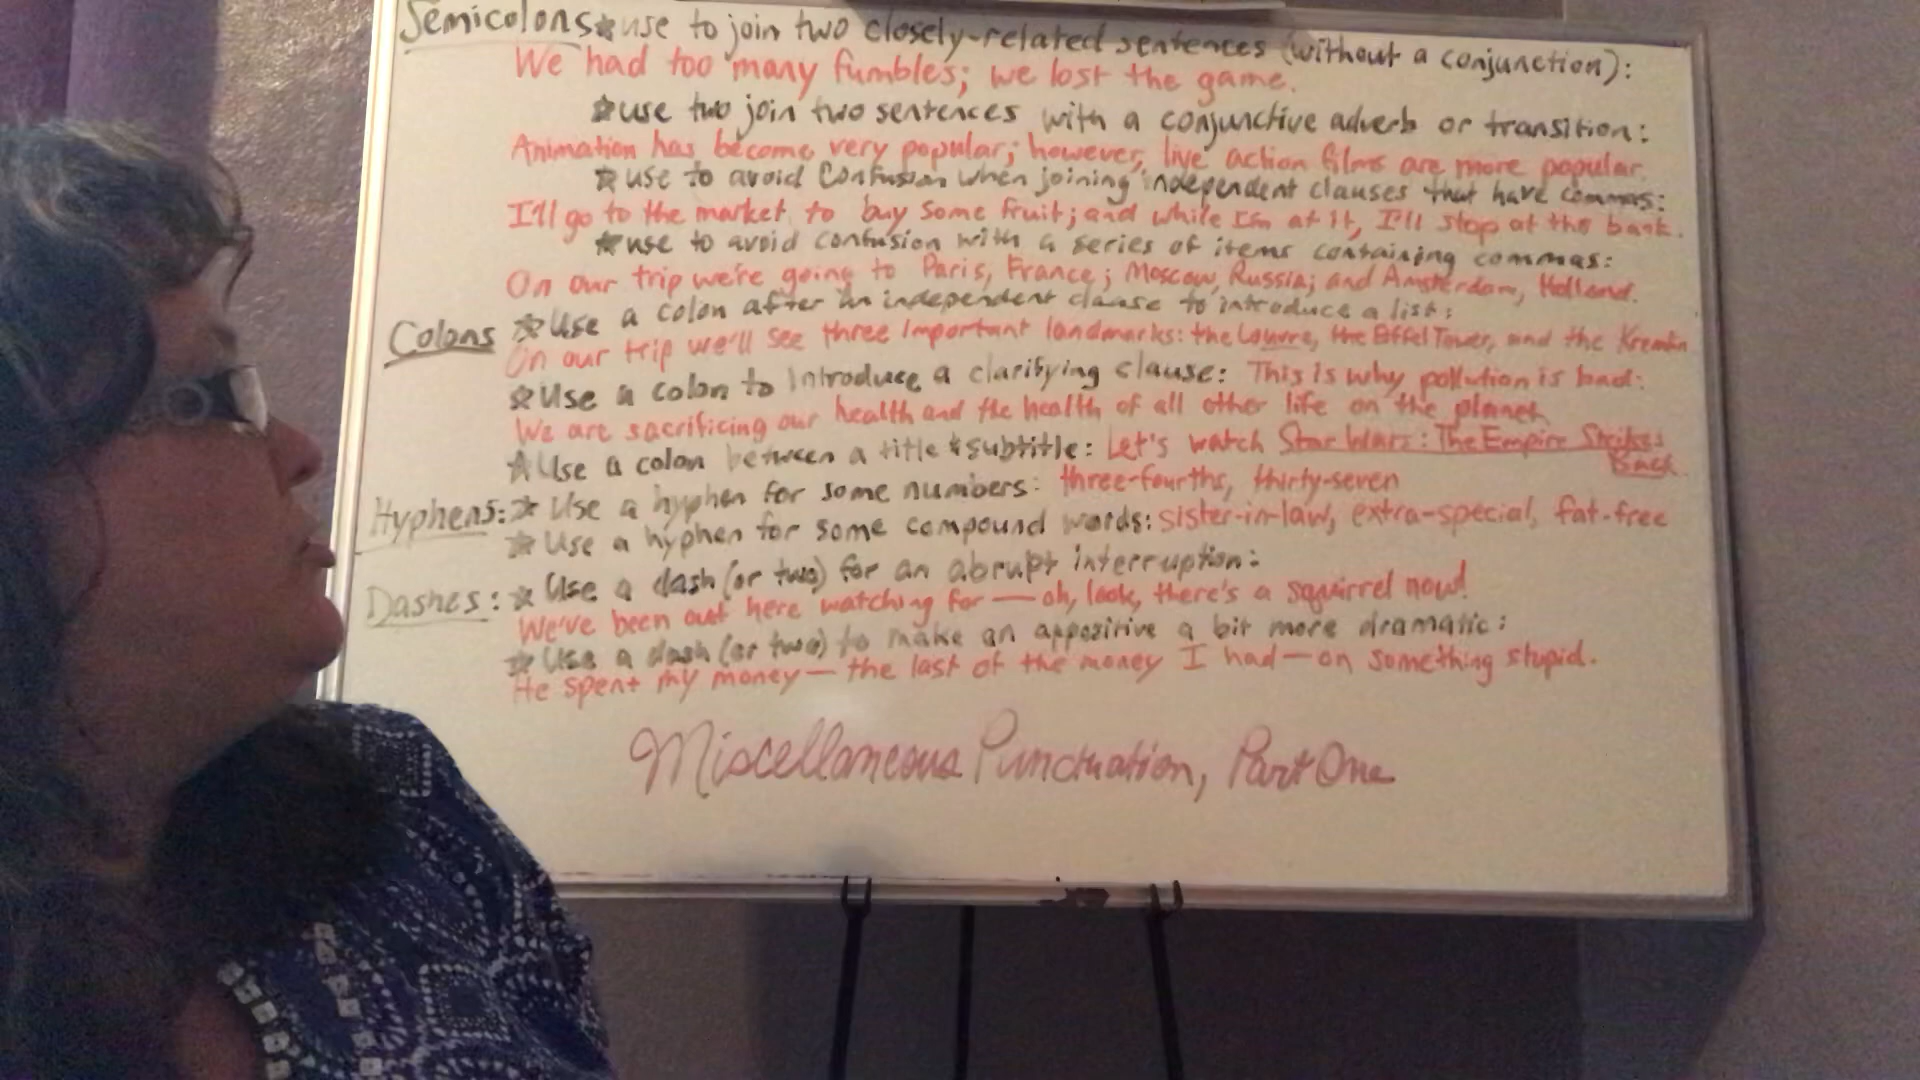 Semicolons ☆ use to join two closely-related sentences (without a conjunction):
We had too many fumbles; we lost the game.
☆ use two join two sentences with a conjunctive adverb or transition:
Animation has become very popular; however, live action films are more popular.
☆ use to avoid confusion when joining independent clauses that have commas:
I'll go to the market to buy some fruit; and while I'm at it, I'll stop at the bank.
☆ use to avoid confusion with a series of items containing commas:
On our trip we're going to Paris, France; Moscow, Russia; and Amsterdam, Holland.
Colons ☆ Use a colon after an independent clause to introduce a list:
On our trip we'll see three important landmarks: the Louvre, the Eiffel Tower, and the Kremlin
☆ Use a colon to introduce a clarifying clause: This is why pollution is bad:
We are sacrificing our health and the health of all other life on the planet.
☆ Use a colon between a title & subtitle: Let's watch Star Wars: The Empire Strikes
Back.
Hyphens: ☆ Use a hyphen for some numbers: three-fourths, thirty-seven
☆ Use a hyphen for some compound words: sister-in-law, extra-special, fat-free
Dashes: ☆ Use a dash (or two) for an abrupt interruption:
We've been out here watching for — oh, look, there's a squirrel now!
☆ Use a dash (or two) to make an appositive a bit more dramatic:
He spent my money — the last of the money I had — on something stupid.
Miscellaneous Punctuation, Part One